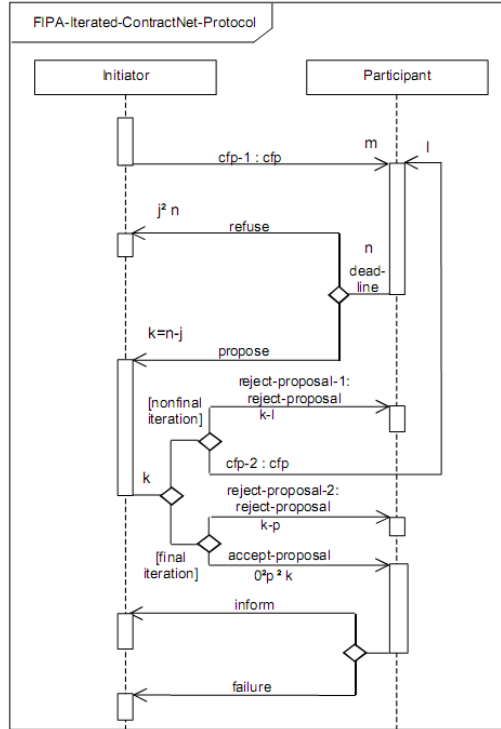 FIPA-Iterated-ContractNet-Protocol
Initiator
Participant
m
l
cfp-1 : cfp
j² n
refuse
n
dead-
line
k=n-j
propose
reject-proposal-1:
[nonfinal
reject-proposal
iteration]
k-l
k
cfp-2 : cfp
reject-proposal-2:
reject-proposal
k-p
[final
iteration]
accept-proposal
0²p ² k
inform
failure